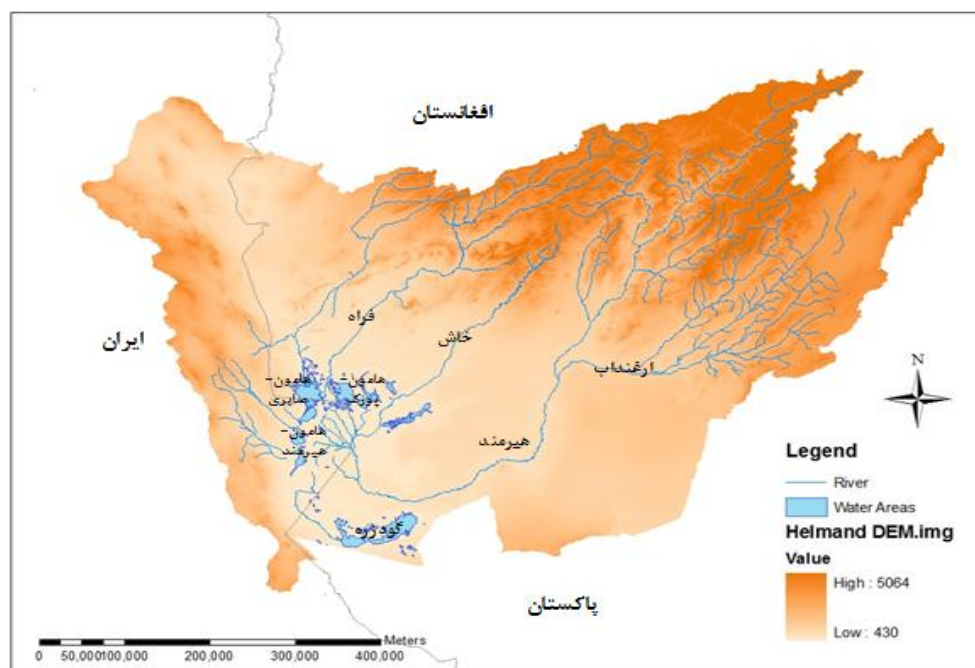 افغانستان
ایران
فراه
خاش
ارغنداب
هیرمند
هامون-
صابری
هامون-
پوزک
هامون-
هیرمند
گودزره
پاکستان
N
Legend
River
Water Areas
Helmand DEM.img
Value
High : 5064
Low : 430
Meters
0 50,000100,000 200,000 300,000 400,000